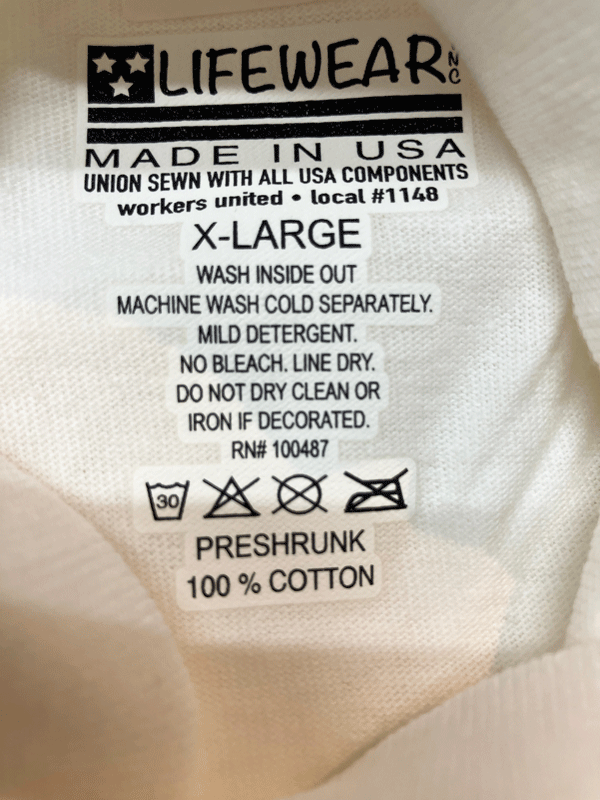 LIFEWEAR INC
MADE IN USA
UNION SEWN WITH ALL USA COMPONENTS
workers united • local #1148
X-LARGE
WASH INSIDE OUT
MACHINE WASH COLD SEPARATELY.
MILD DETERGENT.
NO BLEACH. LINE DRY.
DO NOT DRY CLEAN OR
IRON IF DECORATED.
RN# 100487
30
PRESHRUNK
100 % COTTON